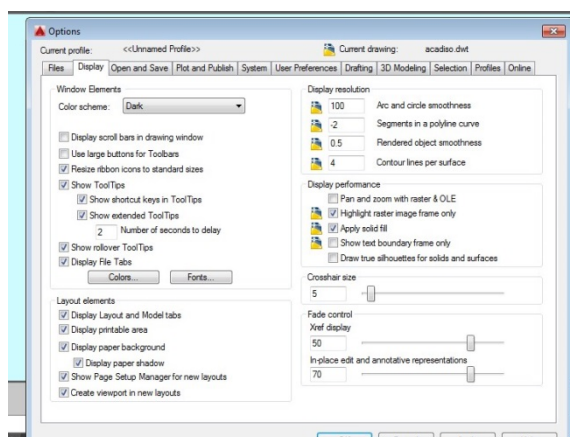 Options
Current profile: <<Unnamed Profile>> Current drawing: acadiso.dwt
Files Display Open and Save Plot and Publish System User Preferences Drafting 3D Modeling Selection Profiles Online
Window Elements
Color scheme: Dark
Display scroll bars in drawing window
Use large buttons for Toolbars
Resize ribbon icons to standard sizes
Show ToolTips
Show shortcut keys in ToolTips
Show extended ToolTips
2 Number of seconds to delay
Show rollover ToolTips
Display File Tabs
Colors... Fonts...
Layout elements
Display Layout and Model tabs
Display printable area
Display paper background
Display paper shadow
Show Page Setup Manager for new layouts
Create viewport in new layouts
Display resolution
100 Arc and circle smoothness
-2 Segments in a polyline curve
0.5 Rendered object smoothness
4 Contour lines per surface
Display performance
Pan and zoom with raster & OLE
Highlight raster image frame only
Apply solid fill
Show text boundary frame only
Draw true silhouettes for solids and surfaces
Crosshair size
5
Fade control
Xref display
50
In-place edit and annotative representations
70